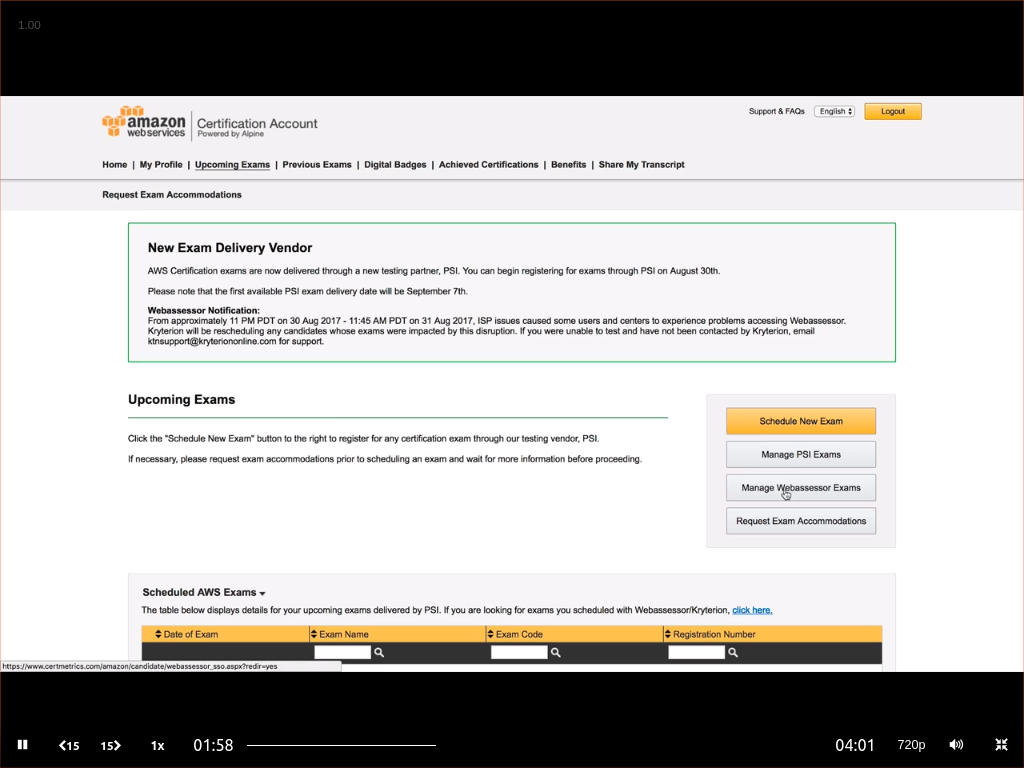 1.00
amazon
webservices
Certification Account
Powered by Alpine
Support & FAQs
English
Logout
Home | My Profile | Upcoming Exams | Previous Exams | Digital Badges | Achieved Certifications | Benefits | Share My Transcript
Request Exam Accommodations
New Exam Delivery Vendor
AWS Certification exams are now delivered through a new testing partner, PSI. You can begin registering for exams through PSI on August 30th.
Please note that the first available PSI exam delivery date will be September 7th.
Webassessor Notification:
From approximately 11 PM PDT on 30 Aug 2017 - 11:45 AM PDT on 31 Aug 2017, ISP issues caused some users and centers to experience problems accessing Webassessor.
Kryterion will be rescheduling any candidates whose exams were impacted by this disruption. If you were unable to test and have not been contacted by Kryterion, email
ktnsupport@kryteriononline.com for support.
Upcoming Exams
Click the "Schedule New Exam" button to the right to register for any certification exam through our testing vendor, PSI.
If necessary, please request exam accommodations prior to scheduling an exam and wait for more information before proceeding.
Schedule New Exam
Manage PSI Exams
Manage Webassessor Exams
Request Exam Accommodations
Scheduled AWS Exams
The table below displays details for your upcoming exams delivered by PSI. If you are looking for exams you scheduled with Webassessor/Kryterion, click here.
Date of Exam
Exam Name
Exam Code
Registration Number
https://www.certmetrics.com/amazon/candidate/webassessor_sso.aspx?redir=yes
15
15
1x
01:58
04:01
720p